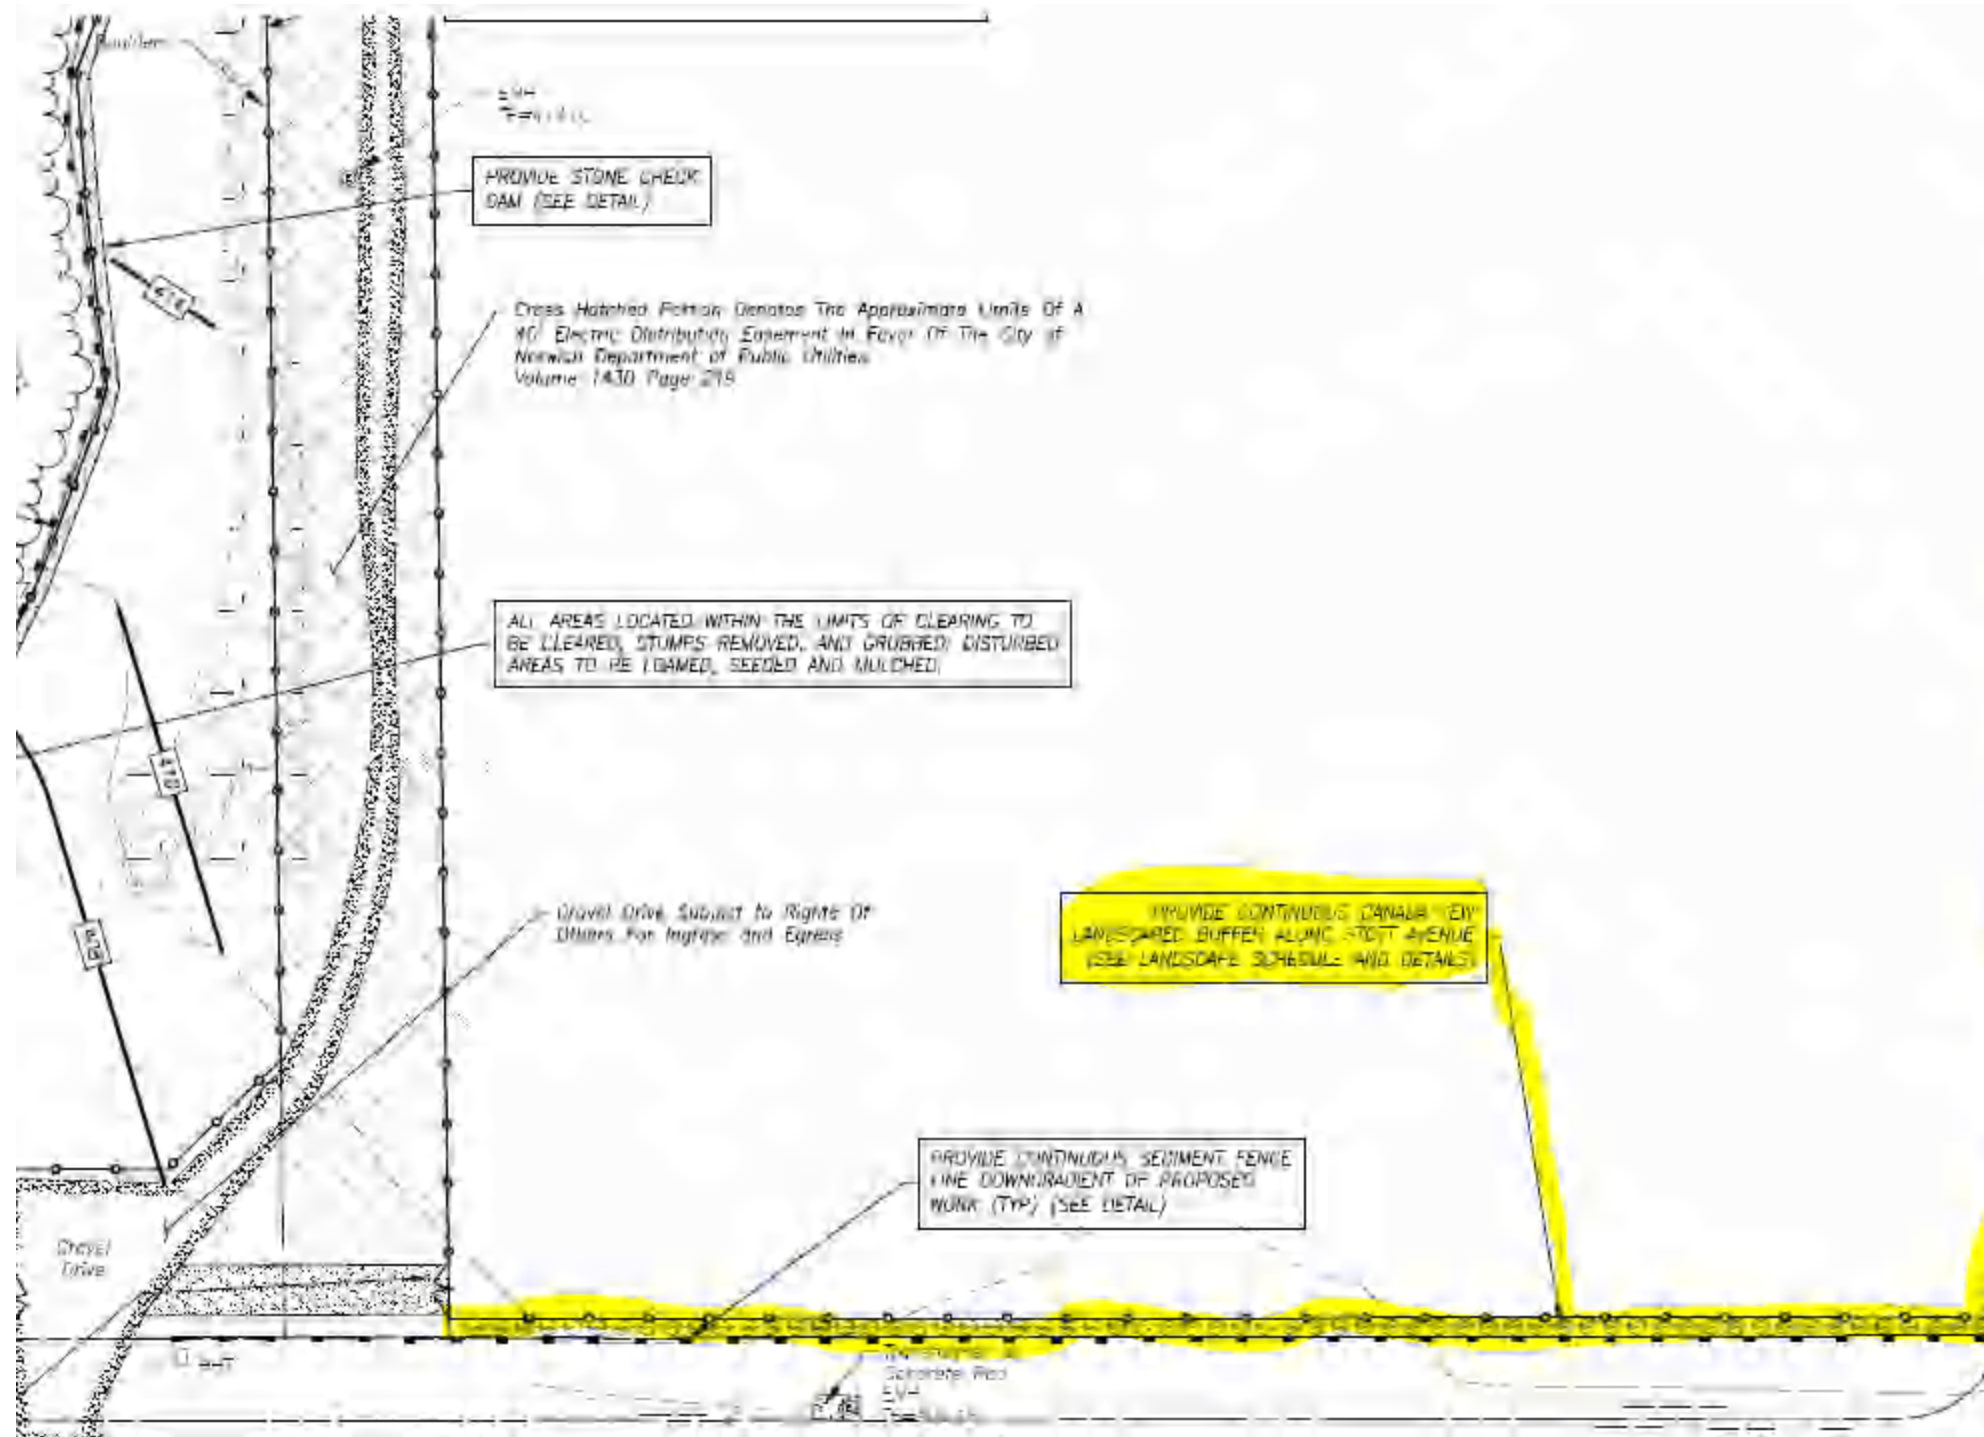 Boulders
PROVIDE STONE CHECK
DAM (SEE DETAIL)
414
Cross Hatched Portion Denotes The Approximate Limits Of A
40' Electric Distribution Easement In Favor Of The City of
Norwich Department of Public Utilities
Volume 1430 Page 219
ALL AREAS LOCATED WITHIN THE LIMITS OF CLEARING TO
BE CLEARED, STUMPS REMOVED, AND GRUBBED. DISTURBED
AREAS TO BE LOAMED, SEEDED AND MULCHED.
410
Gravel Drive Subject to Rights Of
Others For Ingress and Egress
PROVIDE CONTINUOUS CANADA YEW
LANDSCAPED BUFFER ALONG STOTT AVENUE
(SEE LANDSCAPE SCHEDULE AND DETAILS)
PROVIDE CONTINUOUS SEDIMENT FENCE
LINE DOWNGRADIENT OF PROPOSED
WORK (TYP) (SEE DETAIL)
Gravel
Drive
Concrete Pad